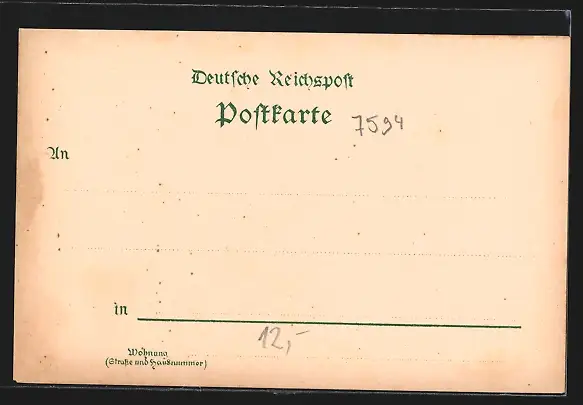 Deutsche Reichspost
Postkarte 7594
An
in
12,-
Wohnung
(Straße und Hausnummer)